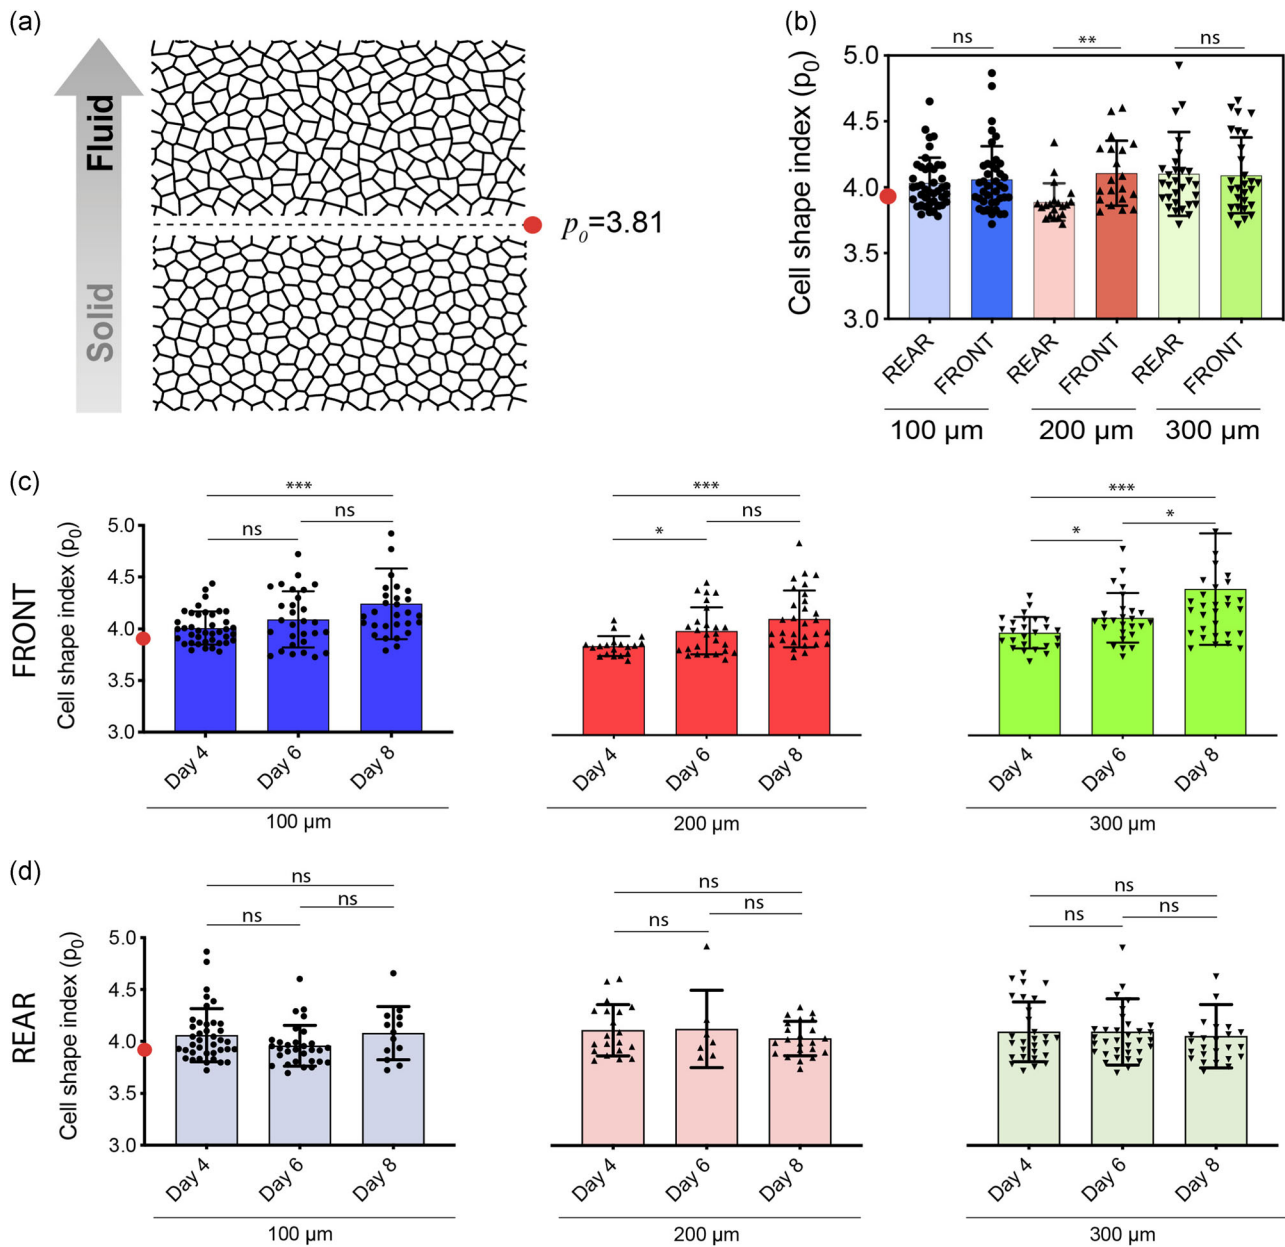 (a)
Fluid
Solid
p₀=3.81
(b)
Cell shape index (p₀)
ns
**
ns
5.0
4.5
4.0
3.5
3.0
REAR
FRONT
REAR
FRONT
REAR
FRONT
100 µm
200 µm
300 µm
(c)
FRONT
Cell shape index (p₀)
5.0
4.5
4.0
3.5
3.0
***
ns
ns
Day 4
Day 6
Day 8
100 µm
***
ns
*
Day 4
Day 6
Day 8
200 µm
***
*
*
Day 4
Day 6
Day 8
300 µm
(d)
REAR
Cell shape index (p₀)
5.0
4.5
4.0
3.5
3.0
ns
ns
ns
Day 4
Day 6
Day 8
100 µm
ns
ns
ns
Day 4
Day 6
Day 8
200 µm
ns
ns
ns
Day 4
Day 6
Day 8
300 µm